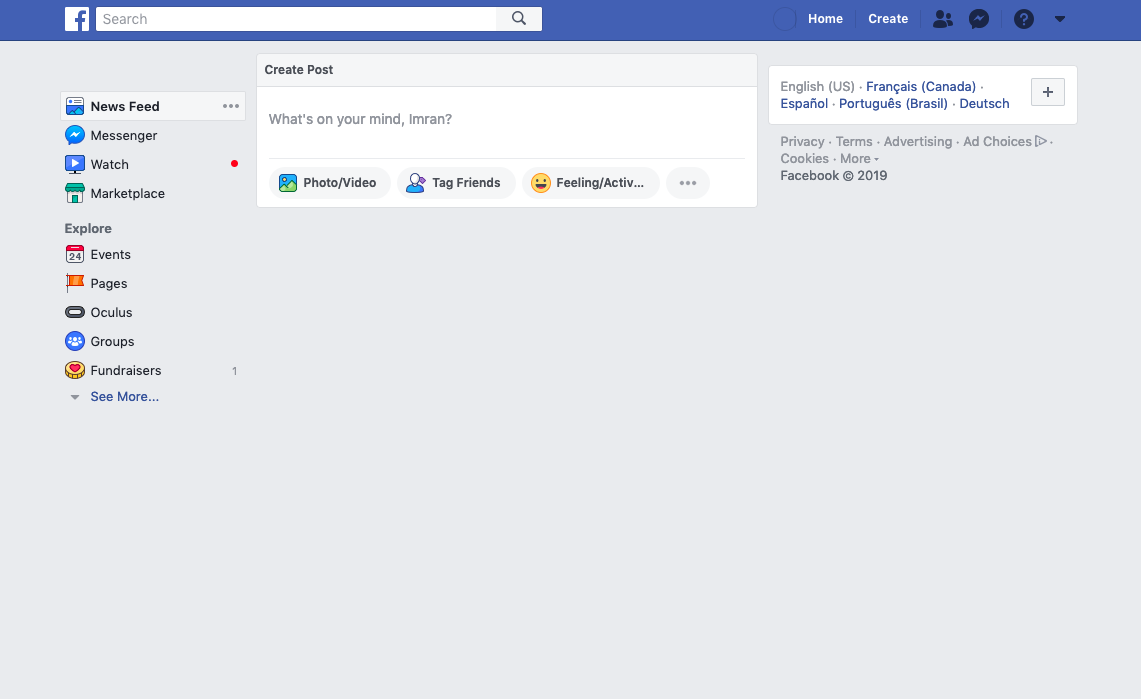 Search
Home
Create
News Feed
Messenger
Watch
Marketplace
Explore
24 Events
Pages
Oculus
Groups
Fundraisers 1
See More...
Create Post
What's on your mind, Imran?
Photo/Video
Tag Friends
Feeling/Activ...
English (US) · Français (Canada) ·
Español · Português (Brasil) · Deutsch
Privacy · Terms · Advertising · Ad Choices ·
Cookies · More
Facebook © 2019